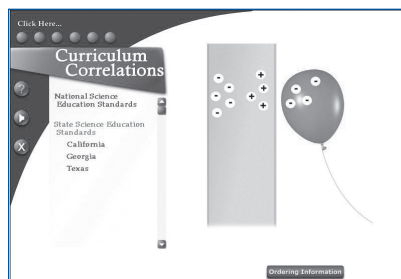 Click Here...
Curriculum
Correlations
National Science
Education Standards
State Science Education
Standards
California
Georgia
Texas
?
X
- - - - - -
+ + + +
- - - -
Ordering Information